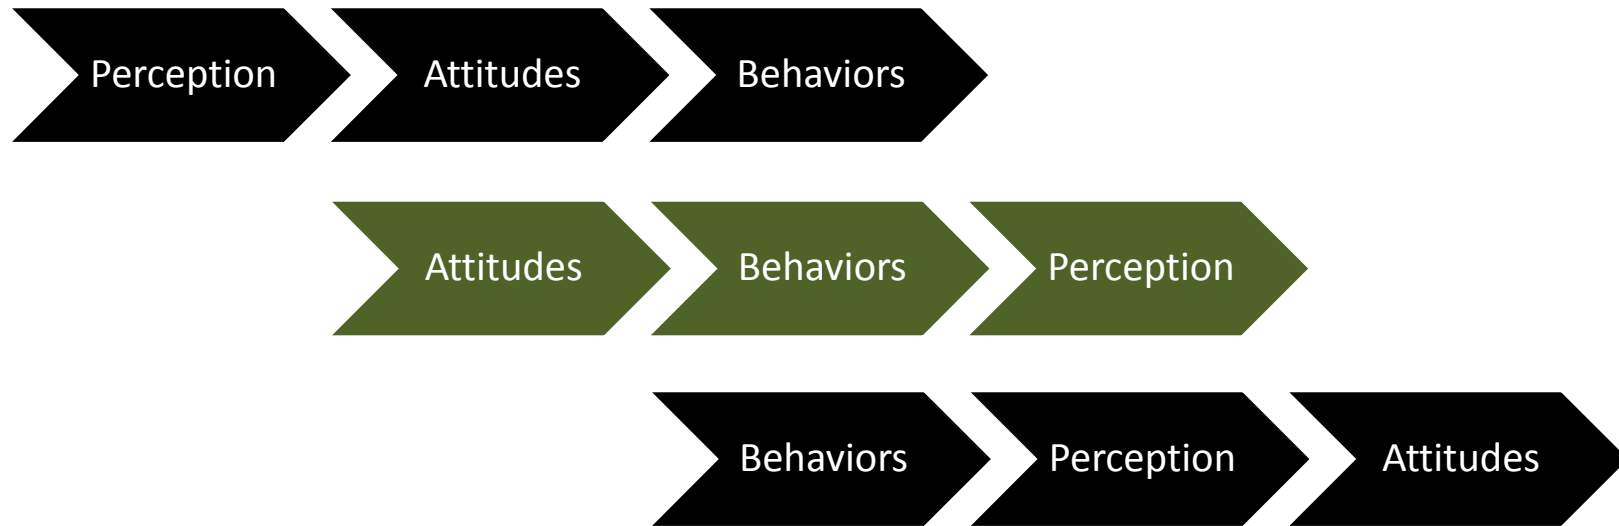 Perception Attitudes Behaviors
Attitudes Behaviors Perception
Behaviors Perception Attitudes